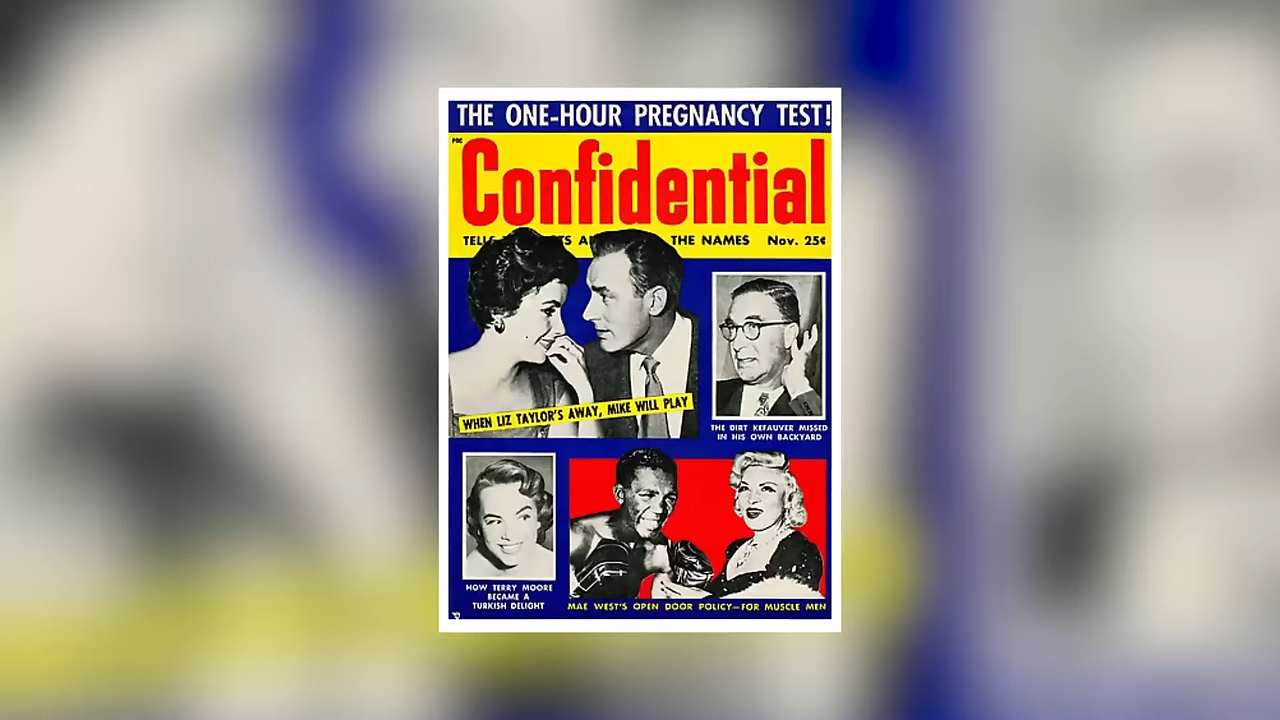 THE ONE-HOUR PREGNANCY TEST!
PDC
Confidential
TELLS THE NAMES Nov. 25¢
WHEN LIZ TAYLOR'S AWAY, MIKE WILL PLAY
THE DIRT KEFAUVER MISSED
IN HIS OWN BACKYARD
HOW TERRY MOORE
BECAME A
TURKISH DELIGHT
MAE WEST'S OPEN DOOR POLICY—FOR MUSCLE MEN